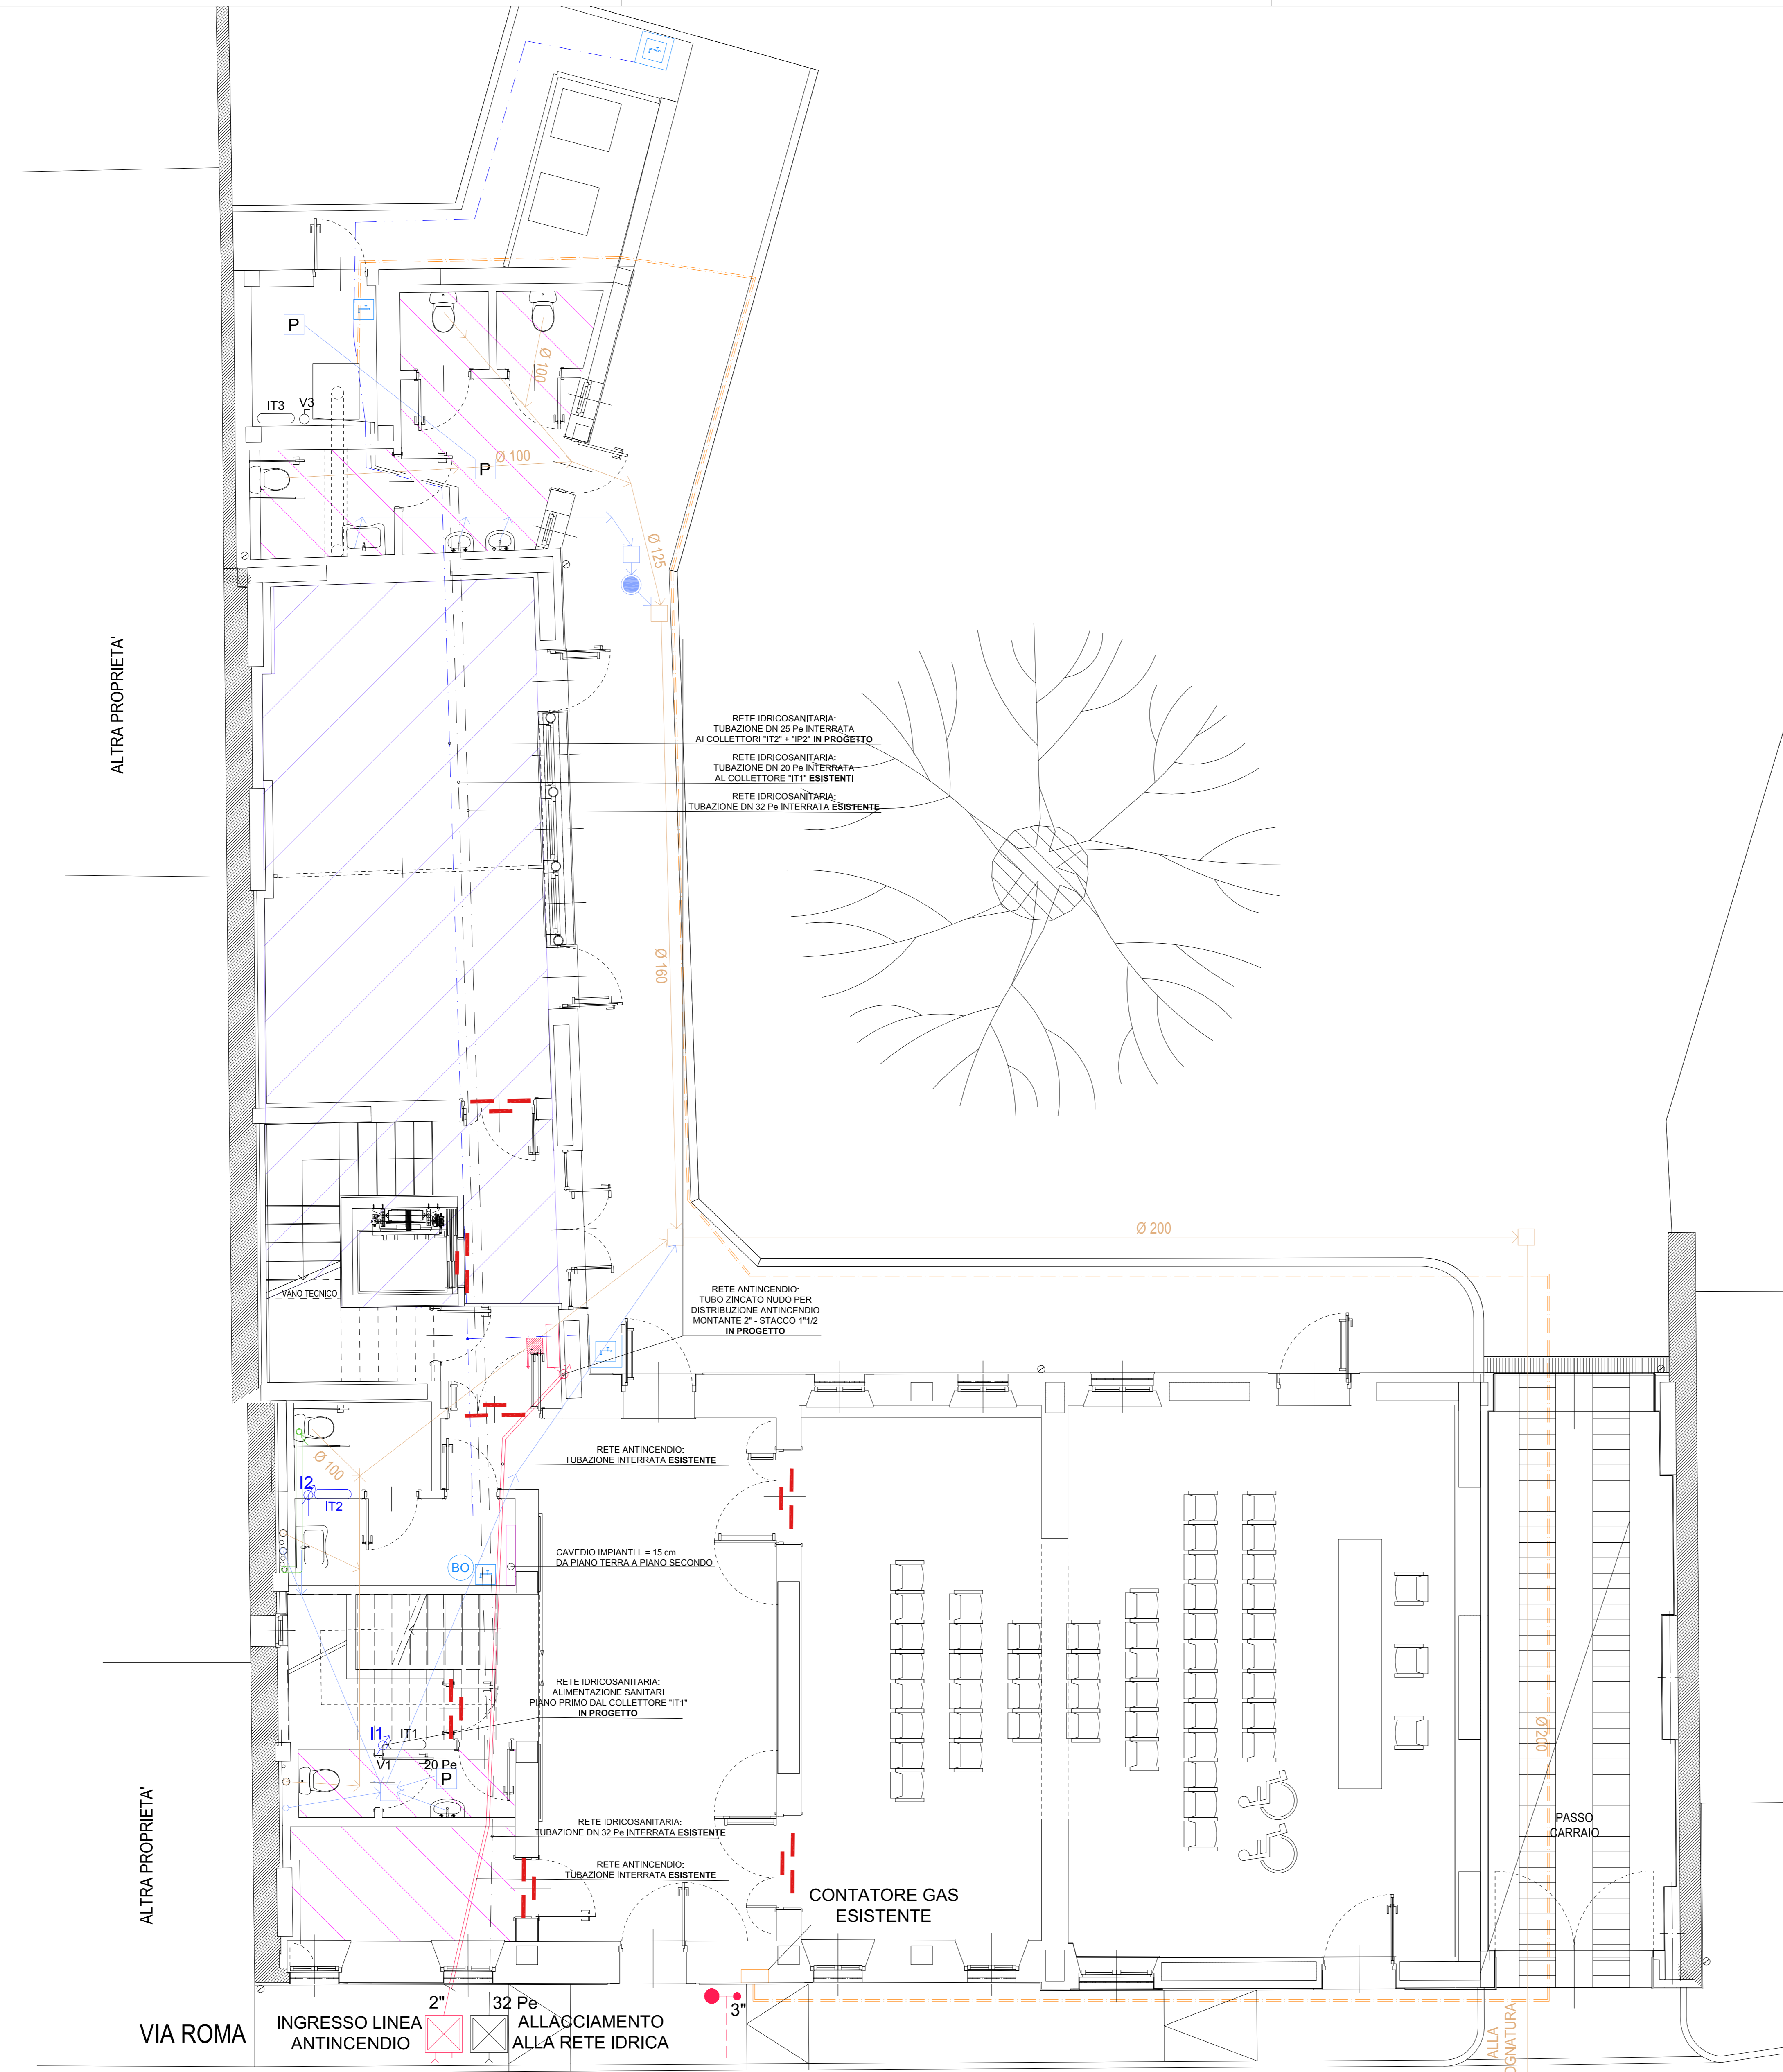 P
IT3
V3
Ø 100
Ø 100
P
Ø 125
ALTRA PROPRIETA'
RETE IDRICOSANITARIA:
TUBAZIONE DN 25 Pe INTERRATA
AI COLLETTORI "IT2" + "IP2" IN PROGETTO
RETE IDRICOSANITARIA:
TUBAZIONE DN 20 Pe INTERRATA
AL COLLETTORE "IT1" ESISTENTI
RETE IDRICOSANITARIA:
TUBAZIONE DN 32 Pe INTERRATA ESISTENTE
Ø 160
Ø 200
VANO TECNICO
RETE ANTINCENDIO:
TUBO ZINCATO NUDO PER
DISTRIBUZIONE ANTINCENDIO
MONTANTE 2" - STACCO 1"1/2
IN PROGETTO
RETE ANTINCENDIO:
TUBAZIONE INTERRATA ESISTENTE
Ø 100
I2
IT2
CAVEDIO IMPIANTI L = 15 cm
DA PIANO TERRA A PIANO SECONDO
BO
RETE IDRICOSANITARIA:
ALIMENTAZIONE SANITARI
PIANO PRIMO DAL COLLETTORE "IT1"
IN PROGETTO
I1
IT1
V1
20 Pe
P
Ø 200
RETE IDRICOSANITARIA:
TUBAZIONE DN 32 Pe INTERRATA ESISTENTE
RETE ANTINCENDIO:
TUBAZIONE INTERRATA ESISTENTE
PASSO
CARRAIO
ALTRA PROPRIETA'
CONTATORE GAS
ESISTENTE
2"
32 Pe
3"
VIA ROMA
INGRESSO LINEA
ANTINCENDIO
ALLACCIAMENTO
ALLA RETE IDRICA
ALLA
OGNATURA